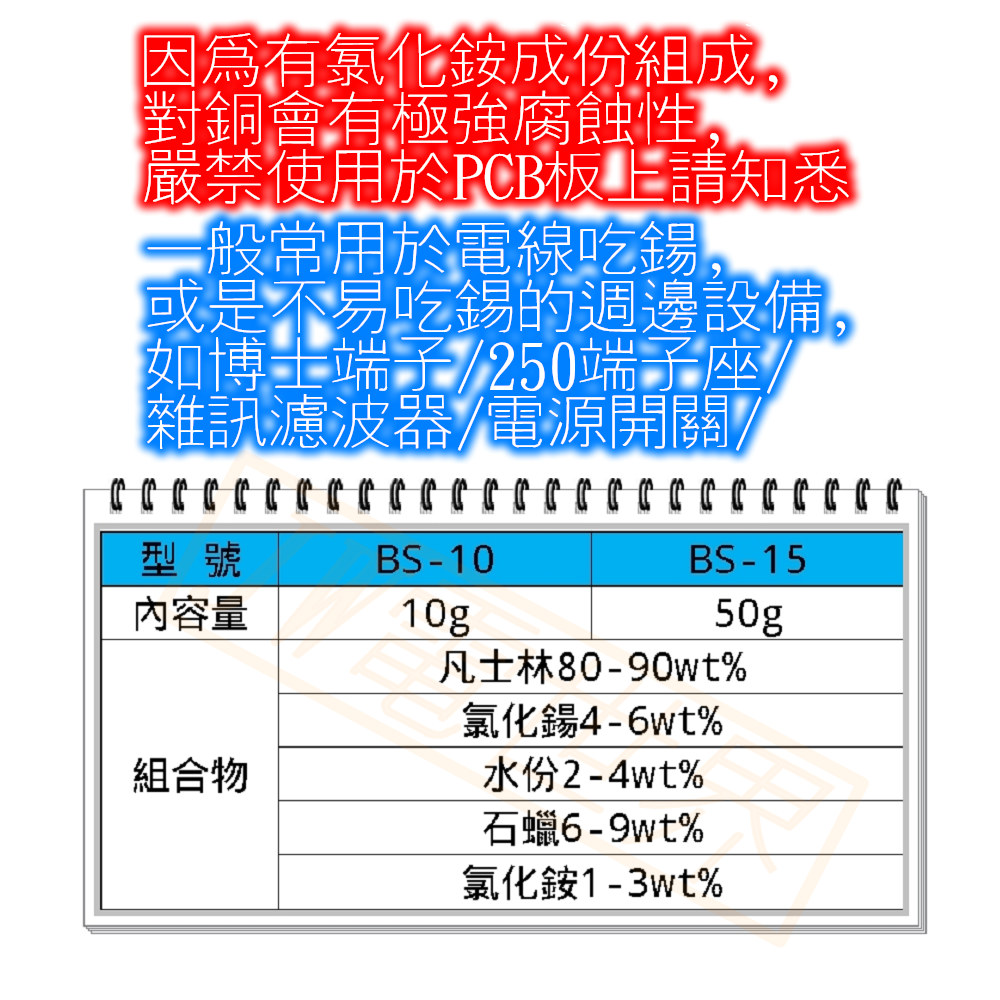 因爲有氯化銨成份組成,
對銅會有極強腐蝕性,
嚴禁使用於PCB板上請知悉
一般常用於電線吃錫,
或是不易吃錫的週邊設備,
如博士端子/250端子座/
雜訊濾波器/電源開關/
型號 BS-10 BS-15
內容量 10g 50g
凡士林80-90wt%
氯化錫4-6wt%
組合物 水份2-4wt%
石蠟6-9wt%
氯化銨1-3wt%